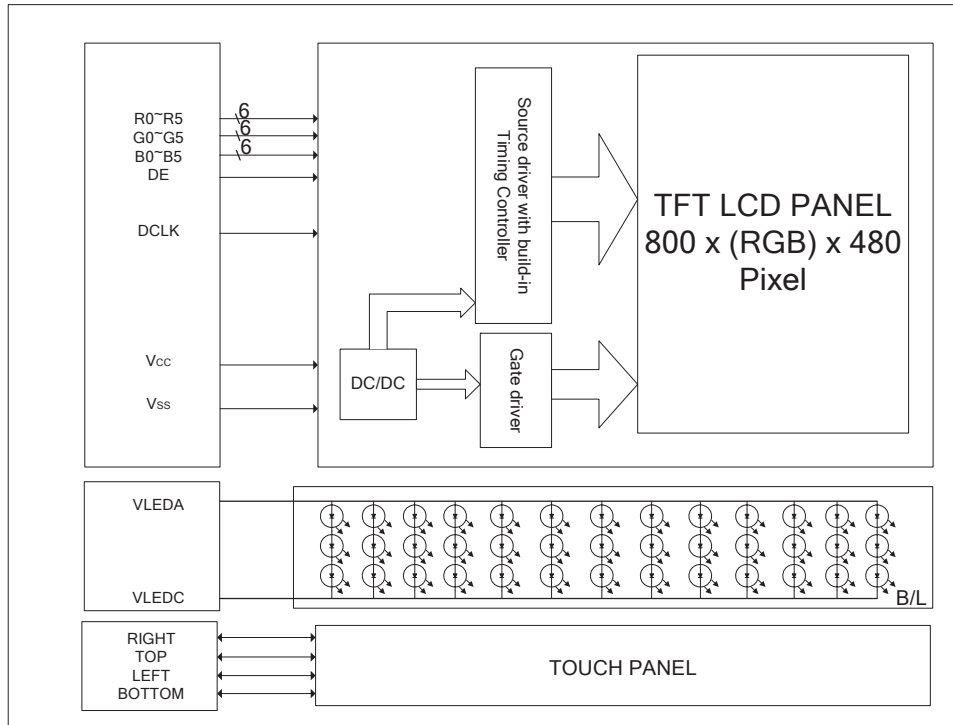 R0~R5
6
G0~G5
6
B0~B5
6
DE
DCLK
Vcc
Vss
Source driver with build-in
Timing Controller
DC/DC
Gate driver
TFT LCD PANEL
800 x (RGB) x 480
Pixel
VLEDA
VLEDC
B/L
RIGHT
TOP
LEFT
BOTTOM
TOUCH PANEL